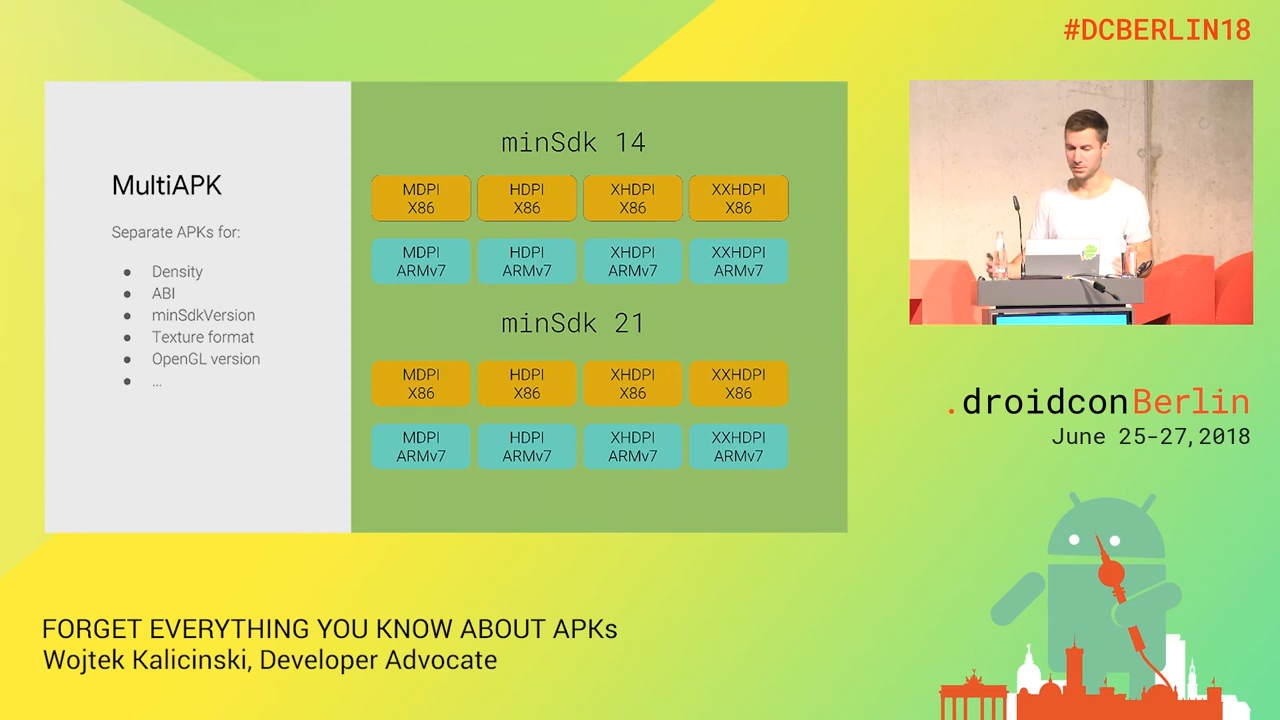 #DCBERLIN18
MultiAPK
Separate APKs for:
● Density
● ABI
● minSdkVersion
● Texture format
● OpenGL version
● ...
minSdk 14
MDPI X86
HDPI X86
XHDPI X86
XXHDPI X86
MDPI ARMv7
HDPI ARMv7
XHDPI ARMv7
XXHDPI ARMv7
minSdk 21
MDPI X86
HDPI X86
XHDPI X86
XXHDPI X86
MDPI ARMv7
HDPI ARMv7
XHDPI ARMv7
XXHDPI ARMv7
.droidconBerlin
June 25-27,2018
FORGET EVERYTHING YOU KNOW ABOUT APKs
Wojtek Kalicinski, Developer Advocate